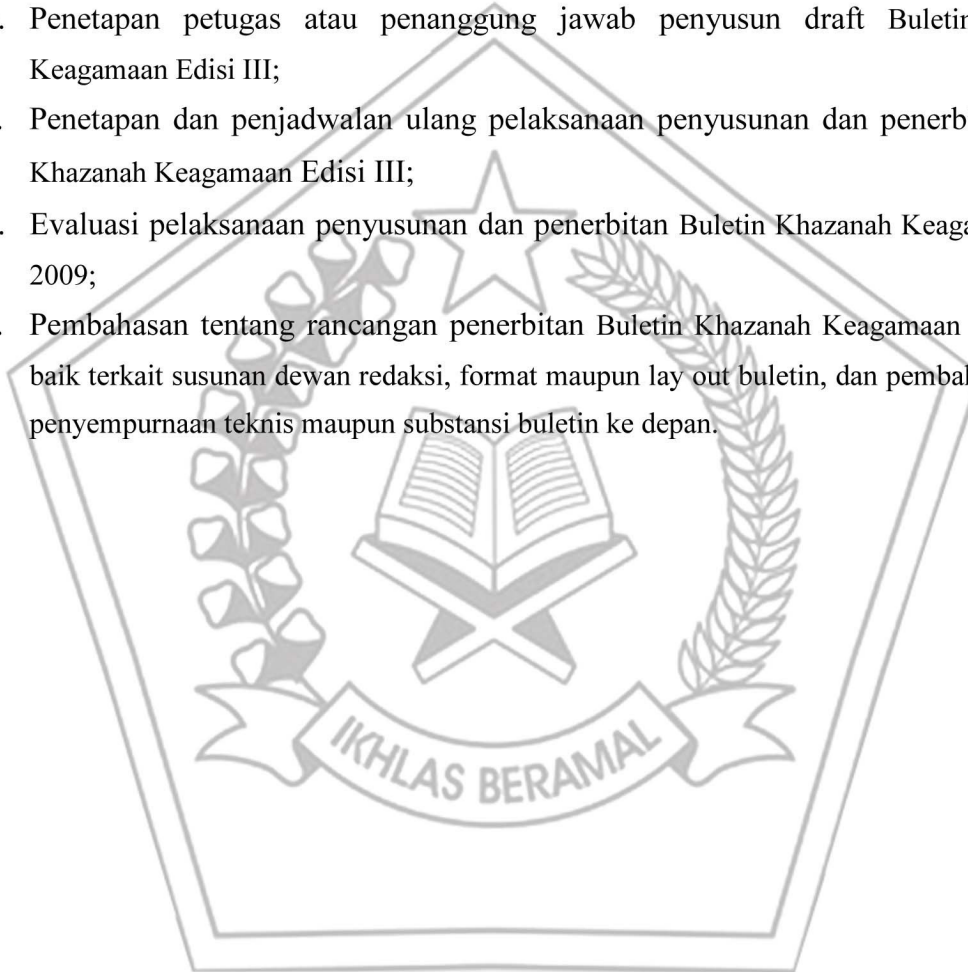 . Penetapan petugas atau penanggung jawab penyusun draft Buletin
Keagamaan Edisi III;
. Penetapan dan penjadwalan ulang pelaksanaan penyusunan dan penerb
Khazanah Keagamaan Edisi III;
. Evaluasi pelaksanaan penyusunan dan penerbitan Buletin Khazanah Keaga
2009;
. Pembahasan tentang rancangan penerbitan Buletin Khazanah Keagamaan
baik terkait susunan dewan redaksi, format maupun lay out buletin, dan pembal
penyempurnaan teknis maupun substansi buletin ke depan.
IKHLAS BERAMAL